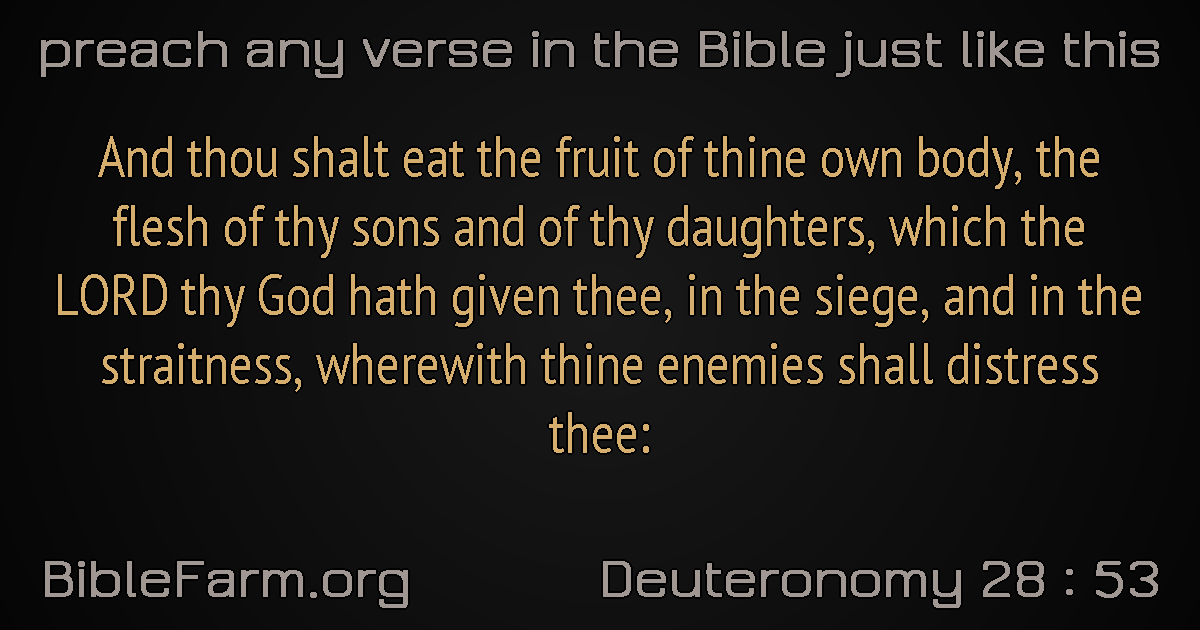 preach any verse in the Bible just like this
And thou shalt eat the fruit of thine own body, the
flesh of thy sons and of thy daughters, which the
LORD thy God hath given thee, in the siege, and in the
straitness, wherewith thine enemies shall distress
thee:
BibleFarm.org
Deuteronomy 28 : 53